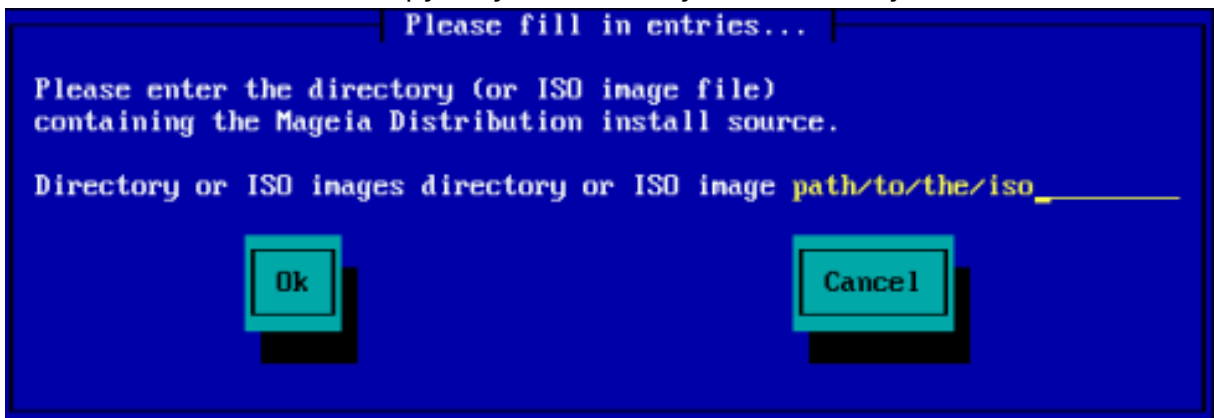 Please fill in entries...
Please enter the directory (or ISO image file)
containing the Mageia Distribution install source.
Directory or ISO images directory or ISO image path/to/the/iso_________
Ok Cancel